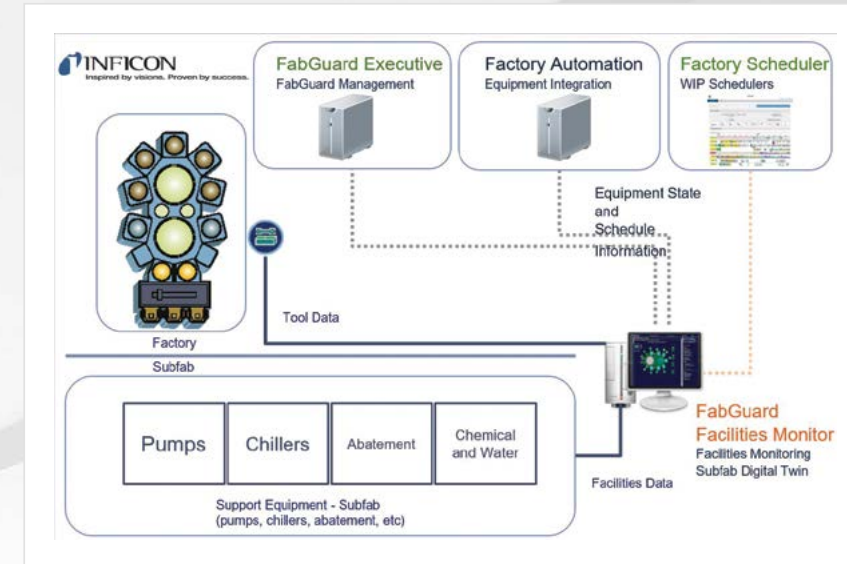 INFICON
Inspired by visions. Proven by success.
FabGuard Executive
FabGuard Management
Factory Automation
Equipment Integration
Factory Scheduler
WIP Schedulers
Equipment State
and
Schedule
Information
Tool Data
Factory
Subfab
Pumps
Chillers
Abatement
Chemical
and Water
Support Equipment - Subfab
(pumps, chillers, abatement, etc)
Facilities Data
FabGuard
Facilities Monitor
Facilities Monitoring
Subfab Digital Twin